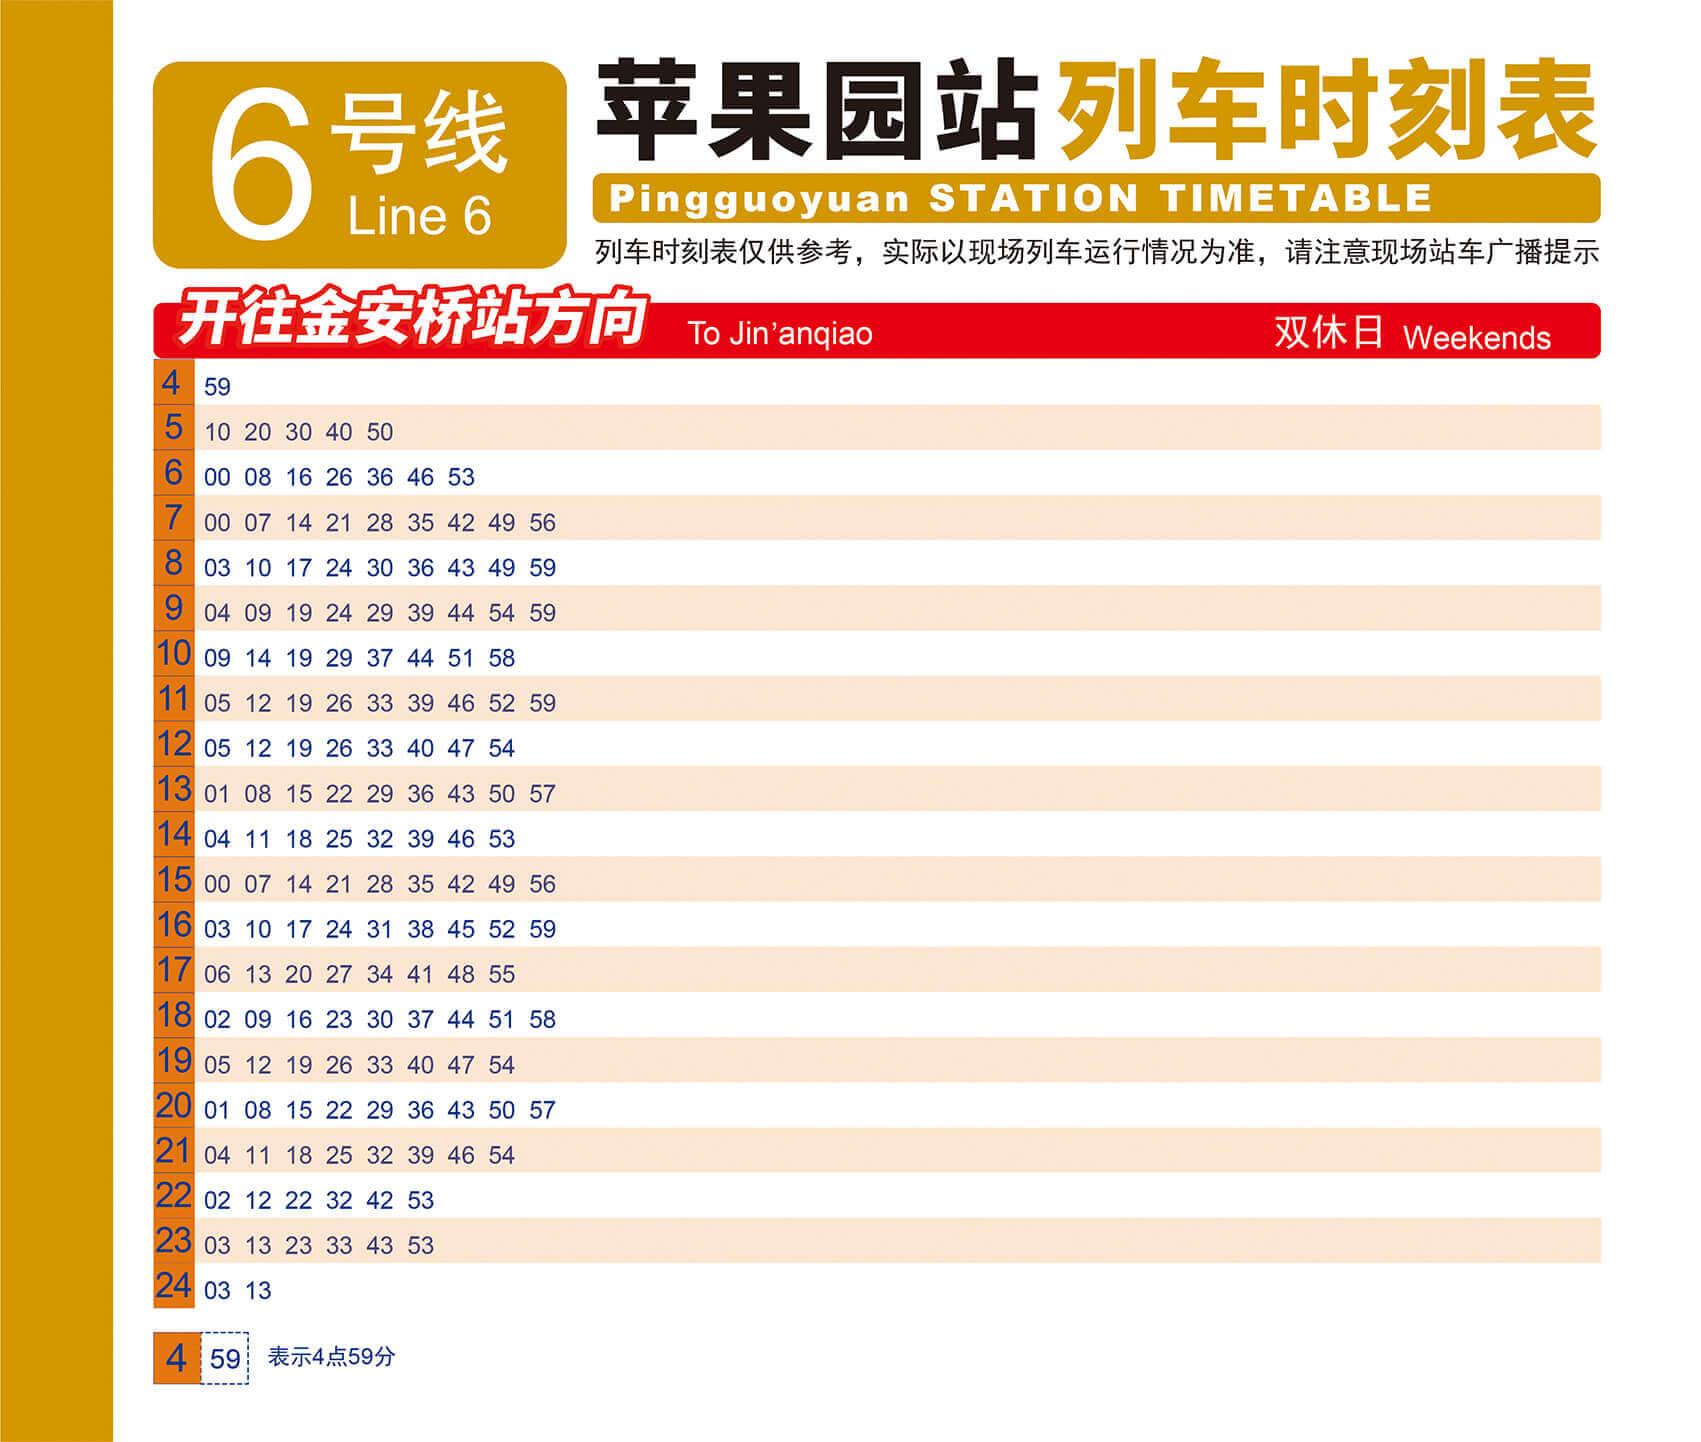 6号线
Line 6
苹果园站列车时刻表
Pingguoyuan STATION TIMETABLE
列车时刻表仅供参考，实际以现场列车运行情况为准，请注意现场站车广播提示
开往金安桥站方向 To Jin’anqiao 双休日 Weekends
4 59
5 10 20 30 40 50
6 00 08 16 26 36 46 53
7 00 07 14 21 28 35 42 49 56
8 03 10 17 24 30 36 43 49 59
9 04 09 19 24 29 39 44 54 59
10 09 14 19 29 37 44 51 58
11 05 12 19 26 33 39 46 52 59
12 05 12 19 26 33 40 47 54
13 01 08 15 22 29 36 43 50 57
14 04 11 18 25 32 39 46 53
15 00 07 14 21 28 35 42 49 56
16 03 10 17 24 31 38 45 52 59
17 06 13 20 27 34 41 48 55
18 02 09 16 23 30 37 44 51 58
19 05 12 19 26 33 40 47 54
20 01 08 15 22 29 36 43 50 57
21 04 11 18 25 32 39 46 54
22 02 12 22 32 42 53
23 03 13 23 33 43 53
24 03 13
4 59 表示4点59分